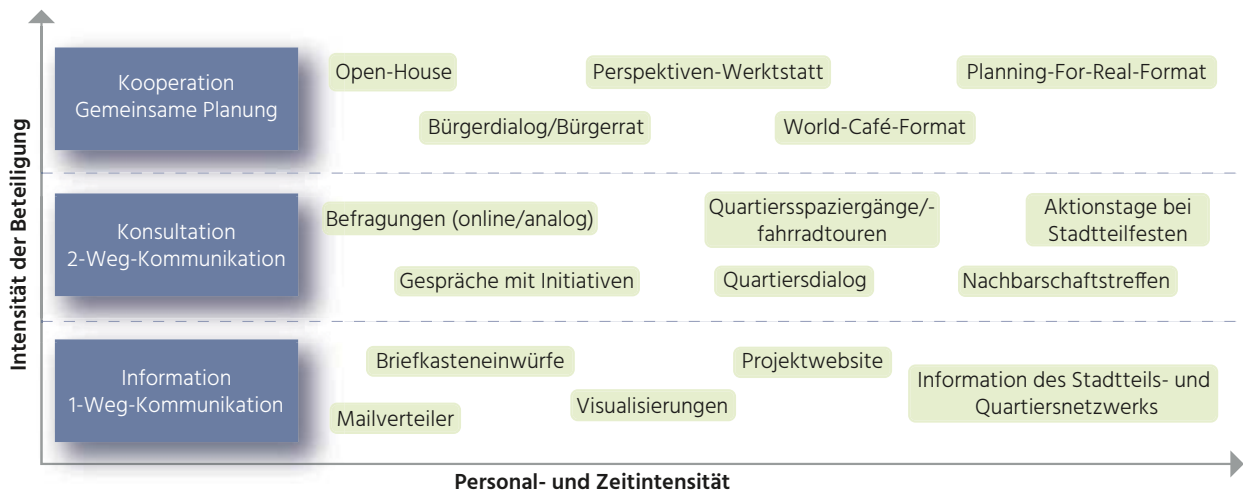 Intensität der Beteiligung
Kooperation
Gemeinsame Planung
Open-House
Perspektiven-Werktstatt
Planning-For-Real-Format
Bürgerdialog/Bürgerrat
World-Café-Format
Konsultation
2-Weg-Kommunikation
Befragungen (online/analog)
Quartiersspaziergänge/-
fahrradtouren
Aktionstage bei
Stadtteilfesten
Gespräche mit Initiativen
Quartiersdialog
Nachbarschaftstreffen
Information
1-Weg-Kommunikation
Briefkasteneinwürfe
Projektwebsite
Information des Stadtteils- und
Quartiersnetzwerks
Mailverteiler
Visualisierungen
Personal- und Zeitintensität